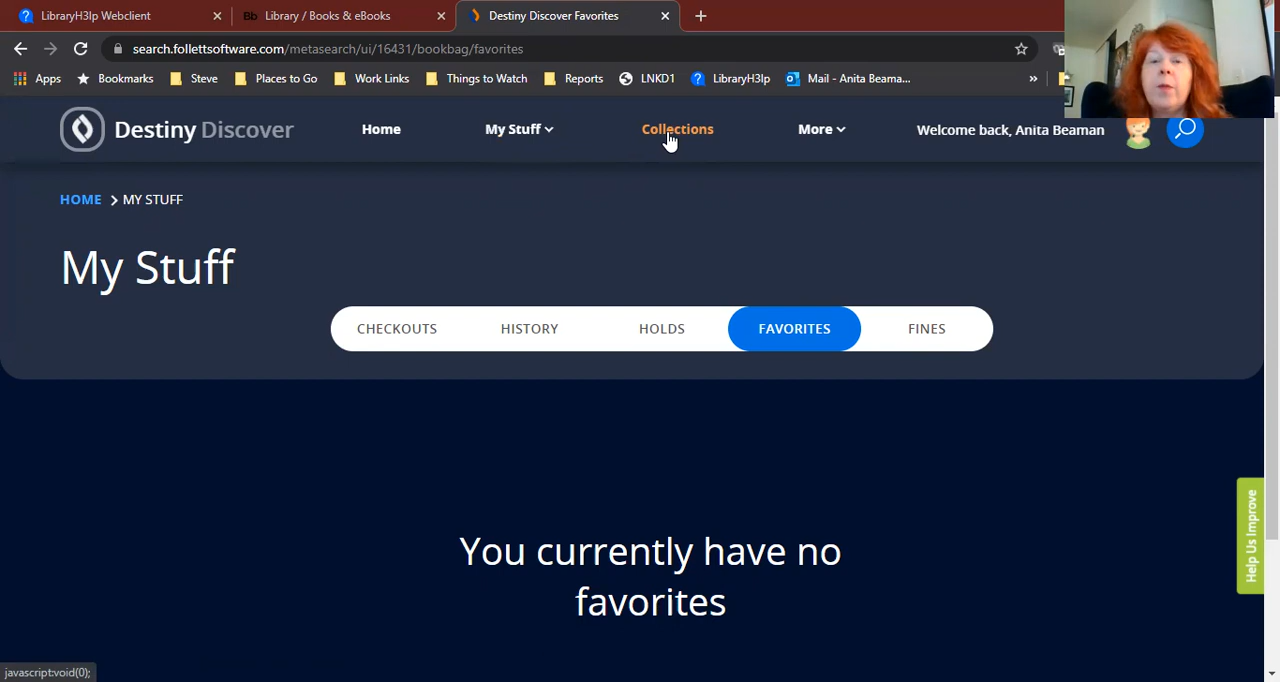 LibraryH3lp Webclient
Bb Library / Books & eBooks
Destiny Discover Favorites
search.follettsoftware.com/metasearch/ui/16431/bookbag/favorites
Apps Bookmarks Steve Places to Go Work Links Things to Watch Reports LNKD1 LibraryH3lp Mail - Anita Beama... »
Destiny Discover Home My Stuff Collections More Welcome back, Anita Beaman
HOME > MY STUFF
My Stuff
CHECKOUTS HISTORY HOLDS FAVORITES FINES
Help Us Improve
You currently have no
favorites
javascript:void(0);